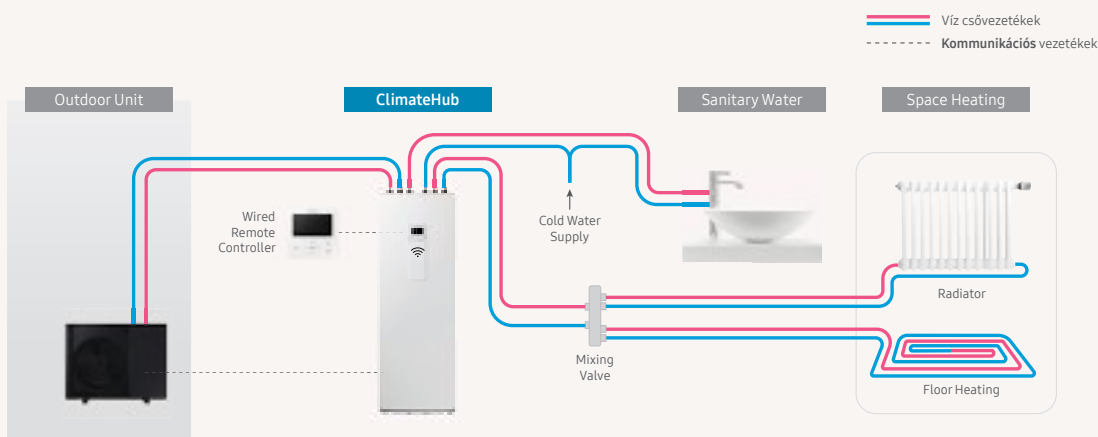 Víz csővezetékek
Kommunikációs vezetékek
Outdoor Unit
ClimateHub
Sanitary Water
Space Heating
Wired
Remote
Controller
Cold Water
Supply
Radiator
Mixing
Valve
Floor Heating